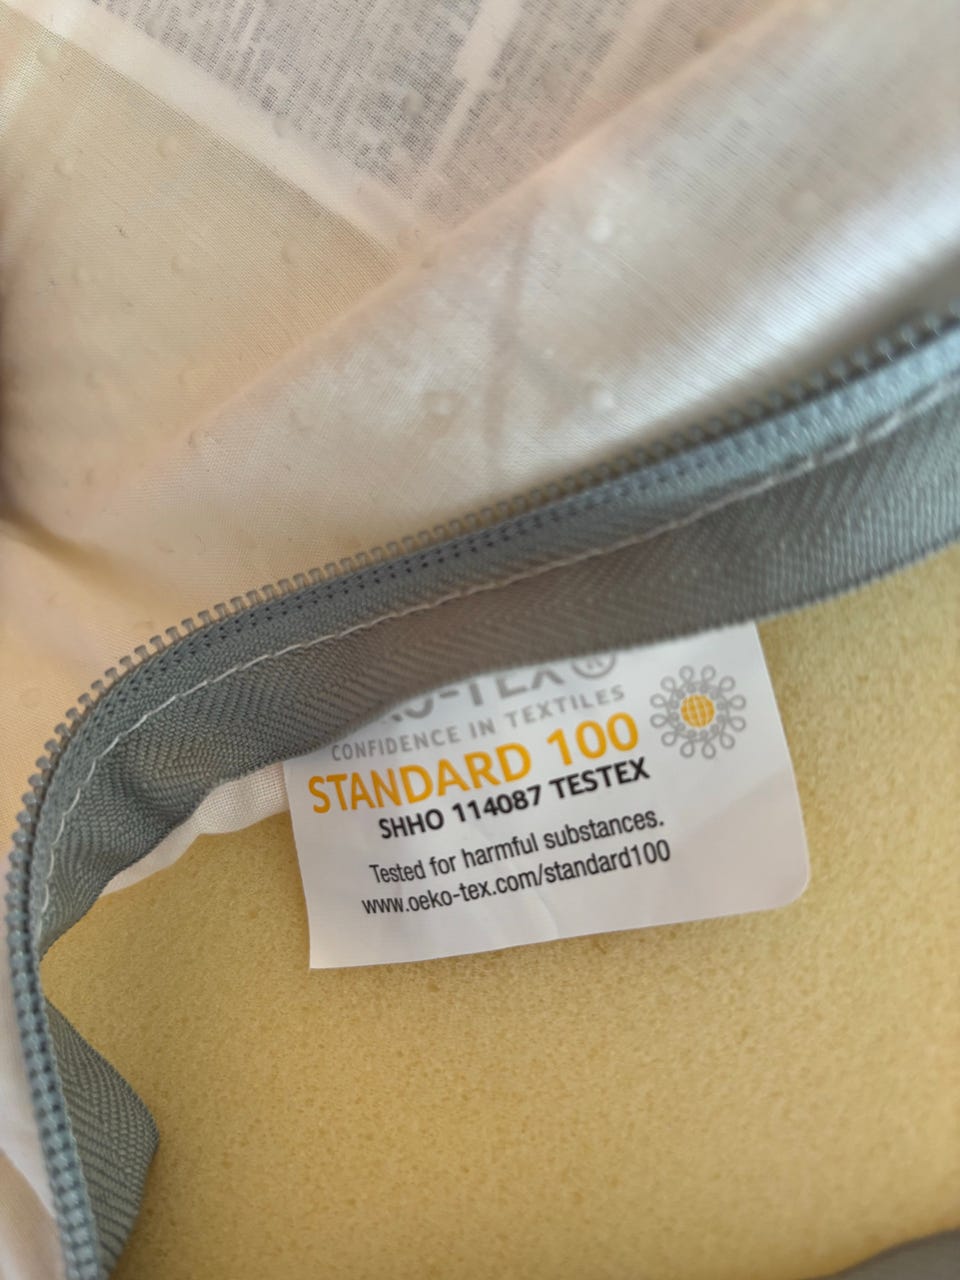 CONFIDENCE IN TEXTILES
STANDARD 100
SHHO 114087 TESTEX
Tested for harmful substances.
www.oeko-tex.com/standard100